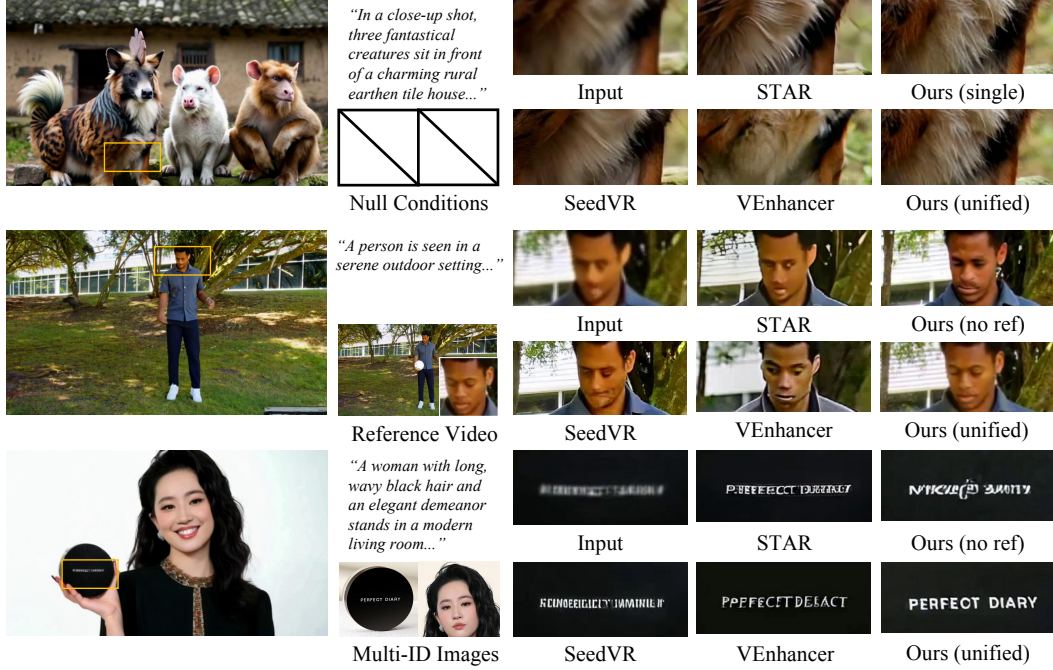 “In a close-up shot,
three fantastical
creatures sit in front
of a charming rural
earthen tile house...”
Null Conditions
Input
STAR
Ours (single)
SeedVR
VEnhancer
Ours (unified)
“A person is seen in a
serene outdoor setting...”
Reference Video
Input
STAR
Ours (no ref)
SeedVR
VEnhancer
Ours (unified)
“A woman with long,
wavy black hair and
an elegant demeanor
stands in a modern
living room...”
PERFECT DIARY
Multi-ID Images
Input
STAR
Ours (no ref)
PERFECT DIARY
SeedVR
VEnhancer
Ours (unified)